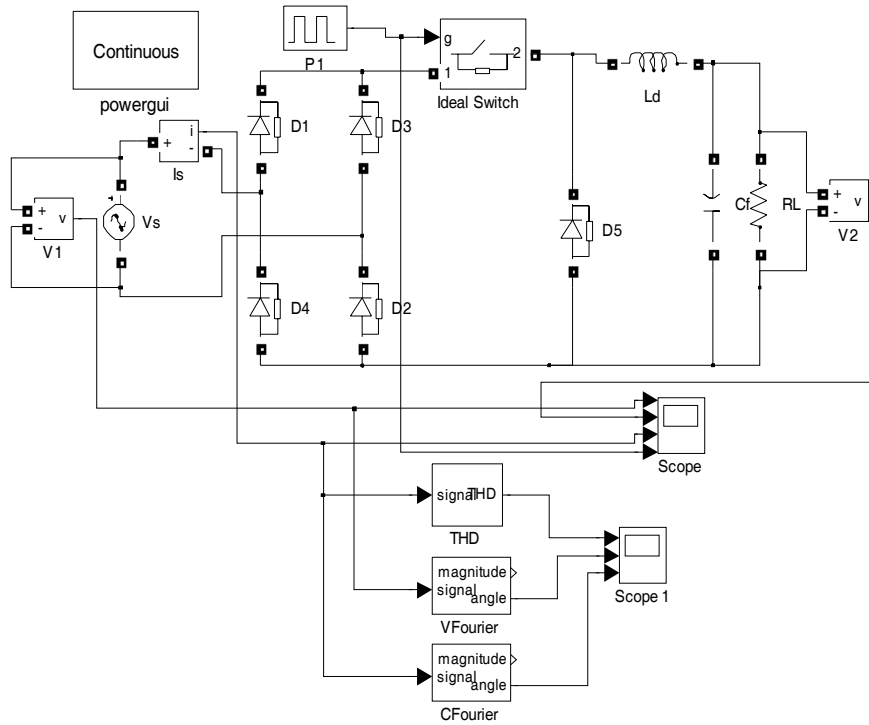 Continuous
powergui
P1
g
1
2
Ideal Switch
Ld
D1
D3
i
+
-
Is
+
-
v
V1
Vs
D5
Cf
RL
+
-
v
V2
D4
D2
Scope
signal
THD
THD
magnitude
signal
angle
VFourier
Scope 1
magnitude
signal
angle
CFourier